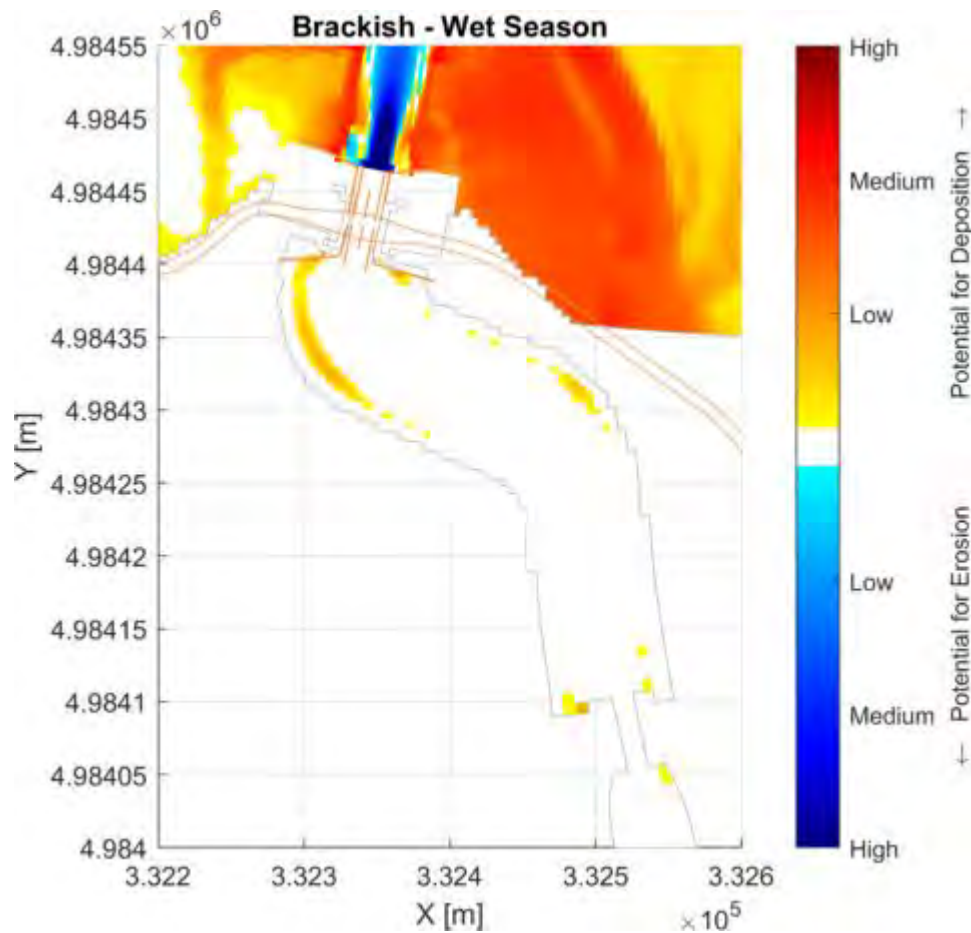 Brackish - Wet Season
× 10^6
4.98455
4.9845
4.98445
4.9844
4.98435
4.9843
4.98425
4.9842
4.98415
4.9841
4.98405
4.984
Y [m]
3.322
3.323
3.324
3.325
3.326
X [m]
× 10^5
High
Medium
Low
Low
Medium
High
Potential for Deposition →
← Potential for Erosion